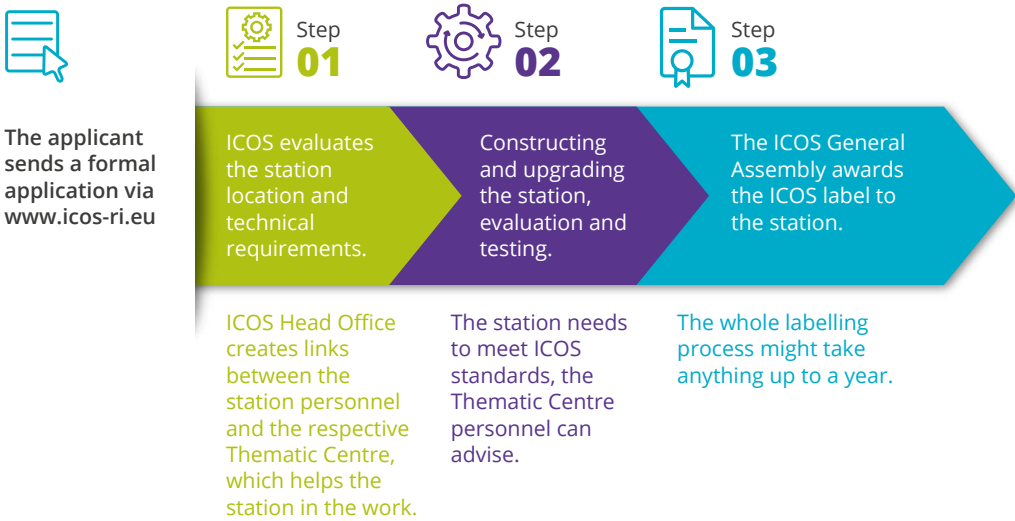 The applicant
sends a formal
application via
www.icos-ri.eu
Step
01
ICOS evaluates
the station
location and
technical
requirements.
ICOS Head Office
creates links
between the
station personnel
and the respective
Thematic Centre,
which helps the
station in the work.
Step
02
Constructing
and upgrading
the station,
evaluation and
testing.
The station needs
to meet ICOS
standards, the
Thematic Centre
personnel can
advise.
Step
03
The ICOS General
Assembly awards
the ICOS label to
the station.
The whole labelling
process might take
anything up to a year.